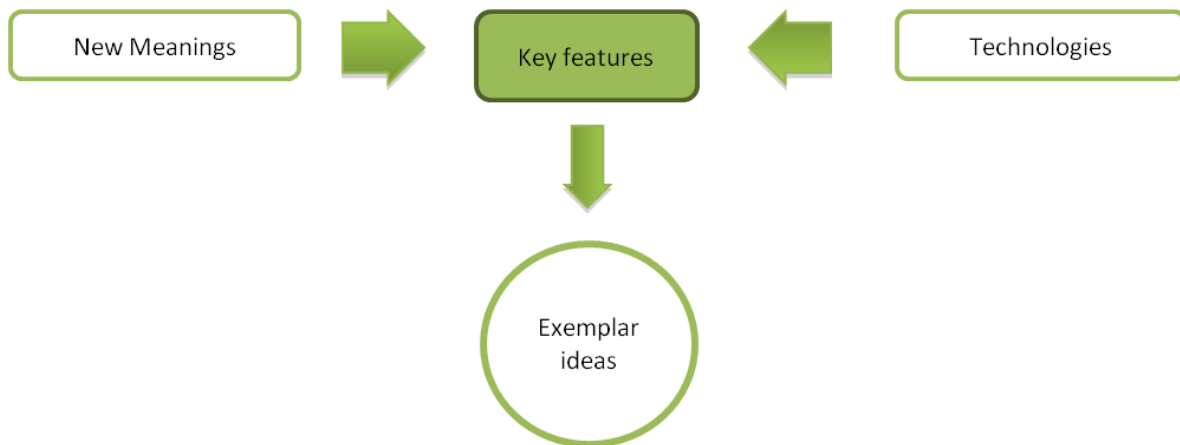 New Meanings
Key features
Technologies
Exemplar
ideas